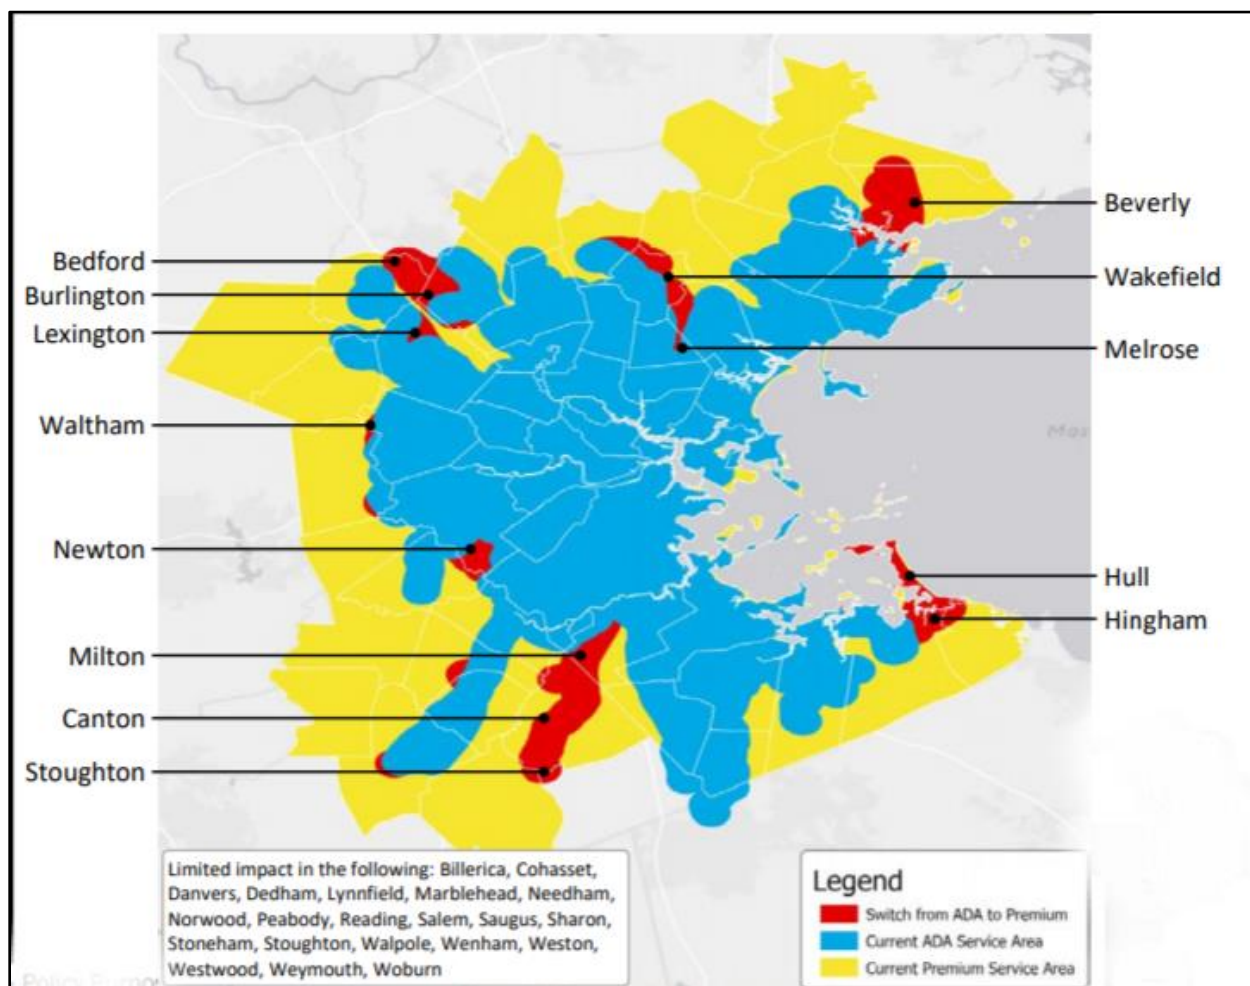 Beverly
Bedford
Wakefield
Burlington
Lexington
Melrose
Waltham
Newton
Hull
Hingham
Milton
Canton
Stoughton
Limited impact in the following: Billerica, Cohasset,
Danvers, Dedham, Lynnfield, Marblehead, Needham,
Norwood, Peabody, Reading, Salem, Saugus, Sharon,
Stoneham, Stoughton, Walpole, Wenham, Weston,
Westwood, Weymouth, Woburn
Legend
Switch from ADA to Premium
Current ADA Service Area
Current Premium Service Area